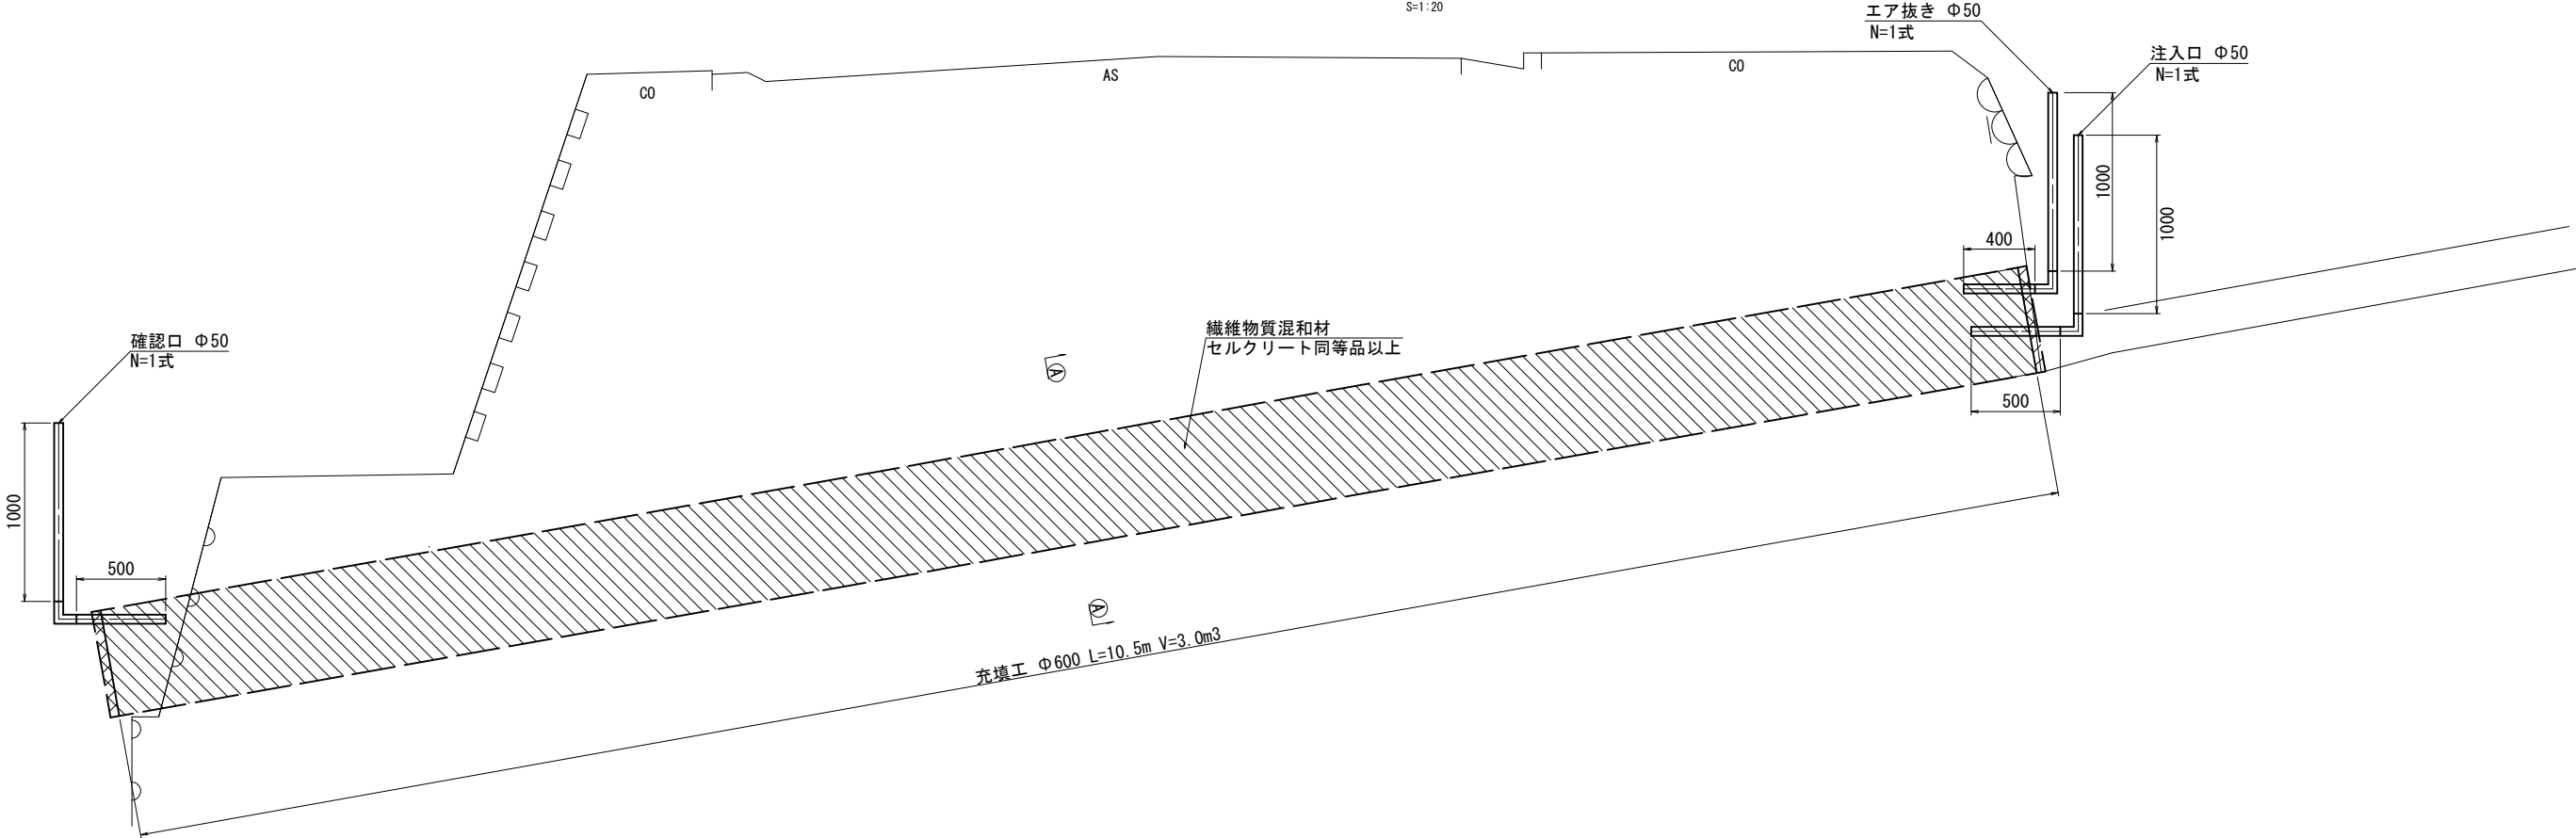 S=1:20
エア抜き Φ50
N=1式
注入口 Φ50
N=1式
CO
AS
CO
1000
1000
400
繊維物質混和材
セルクリート同等品以上
確認口 Φ50
N=1式
A
500
1000
500
A
充填工 Φ600 L=10.5m V=3.0m3